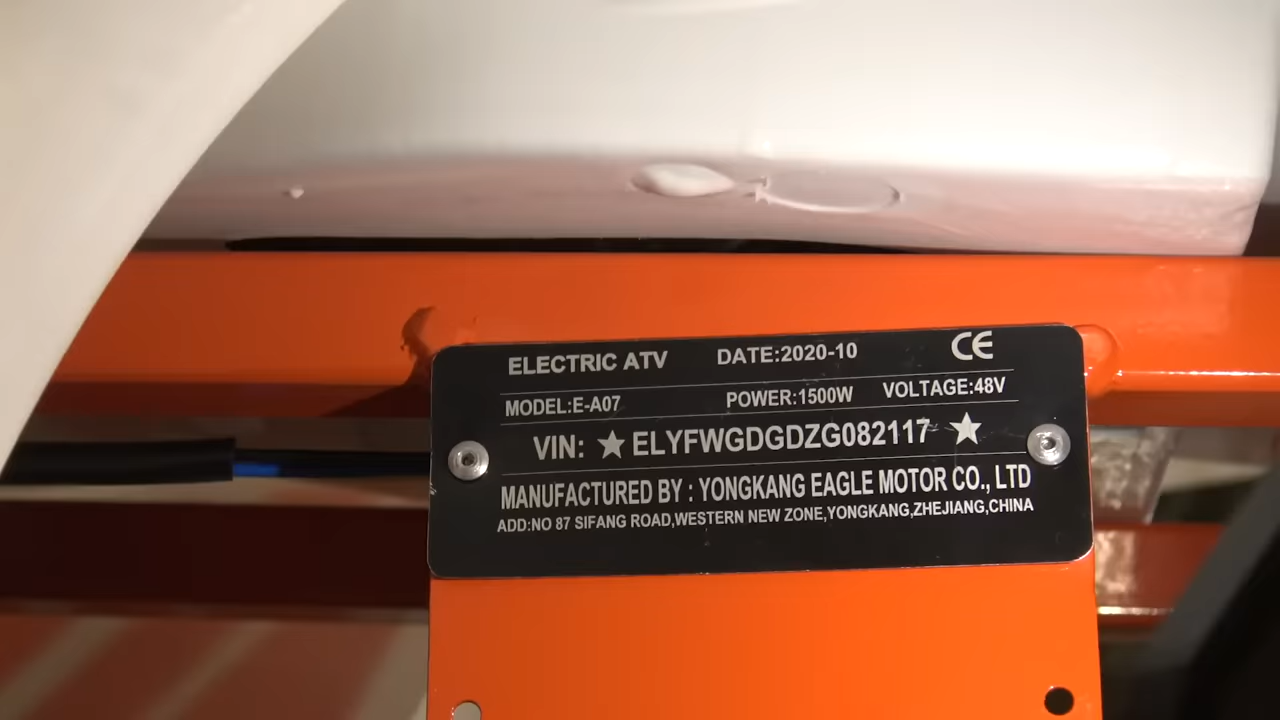 ELECTRIC ATV DATE:2020-10 CE
MODEL:E-A07 POWER:1500W VOLTAGE:48V
VIN: ★ELYFWGDGDZG082117★
MANUFACTURED BY : YONGKANG EAGLE MOTOR CO., LTD
ADD:NO 87 SIFANG ROAD,WESTERN NEW ZONE,YONGKANG,ZHEJIANG,CHINA